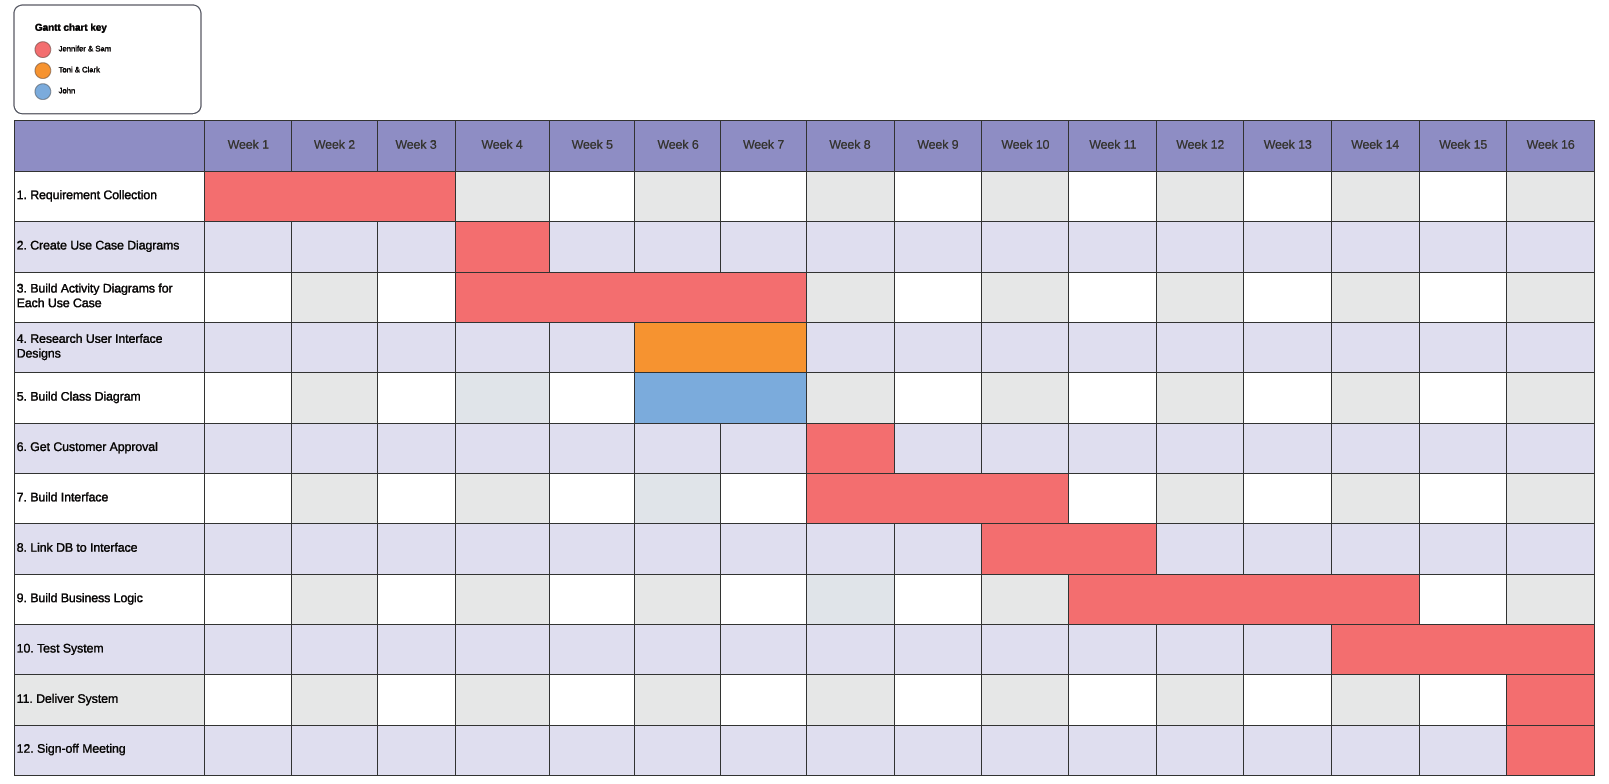 Gantt chart key
Jennifer & Sam
Toni & Clark
John
Week 1 Week 2 Week 3 Week 4 Week 5 Week 6 Week 7 Week 8 Week 9 Week 10 Week 11 Week 12 Week 13 Week 14 Week 15 Week 16
1. Requirement Collection
2. Create Use Case Diagrams
3. Build Activity Diagrams for
Each Use Case
4. Research User Interface
Designs
5. Build Class Diagram
6. Get Customer Approval
7. Build Interface
8. Link DB to Interface
9. Build Business Logic
10. Test System
11. Deliver System
12. Sign-off Meeting